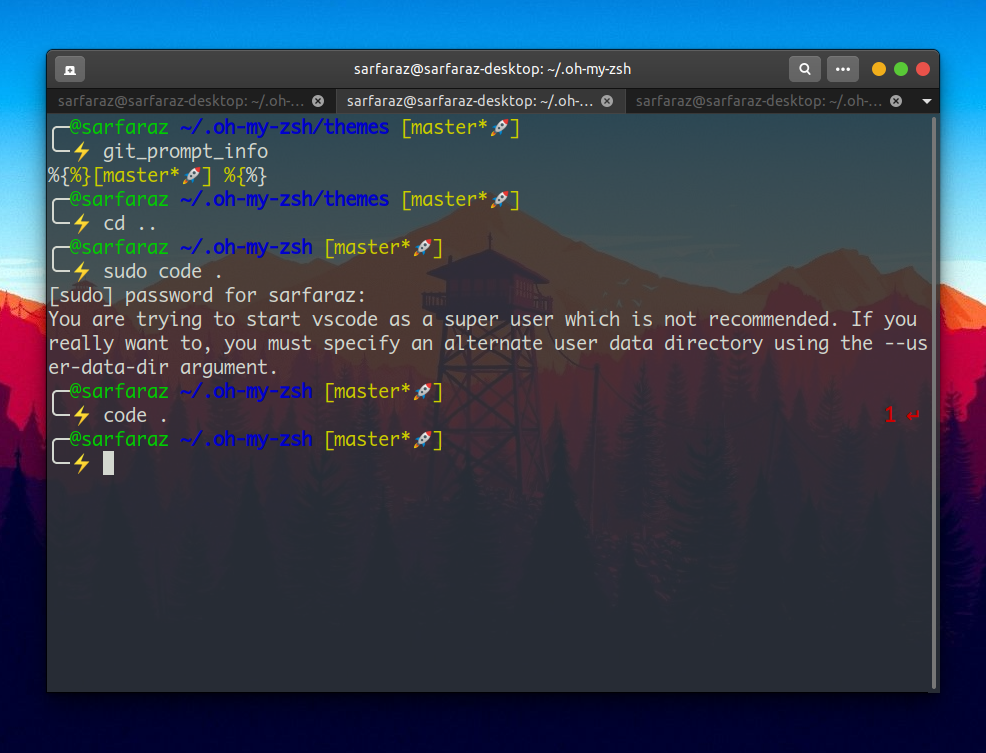 sarfaraz@sarfaraz-desktop: ~/.oh-my-zsh
sarfaraz@sarfaraz-desktop: ~/.oh-… sarfaraz@sarfaraz-desktop: ~/.oh-… sarfaraz@sarfaraz-desktop: ~/.oh-…
╭─@sarfaraz ~/.oh-my-zsh/themes [master*🚀]
╰─⚡ git_prompt_info
%{%}[master*🚀] %{%}
╭─@sarfaraz ~/.oh-my-zsh/themes [master*🚀]
╰─⚡ cd ..
╭─@sarfaraz ~/.oh-my-zsh [master*🚀]
╰─⚡ sudo code .
[sudo] password for sarfaraz:
You are trying to start vscode as a super user which is not recommended. If you
really want to, you must specify an alternate user data directory using the --us
er-data-dir argument.
╭─@sarfaraz ~/.oh-my-zsh [master*🚀]
╰─⚡ code . 1 ↵
╭─@sarfaraz ~/.oh-my-zsh [master*🚀]
╰─⚡